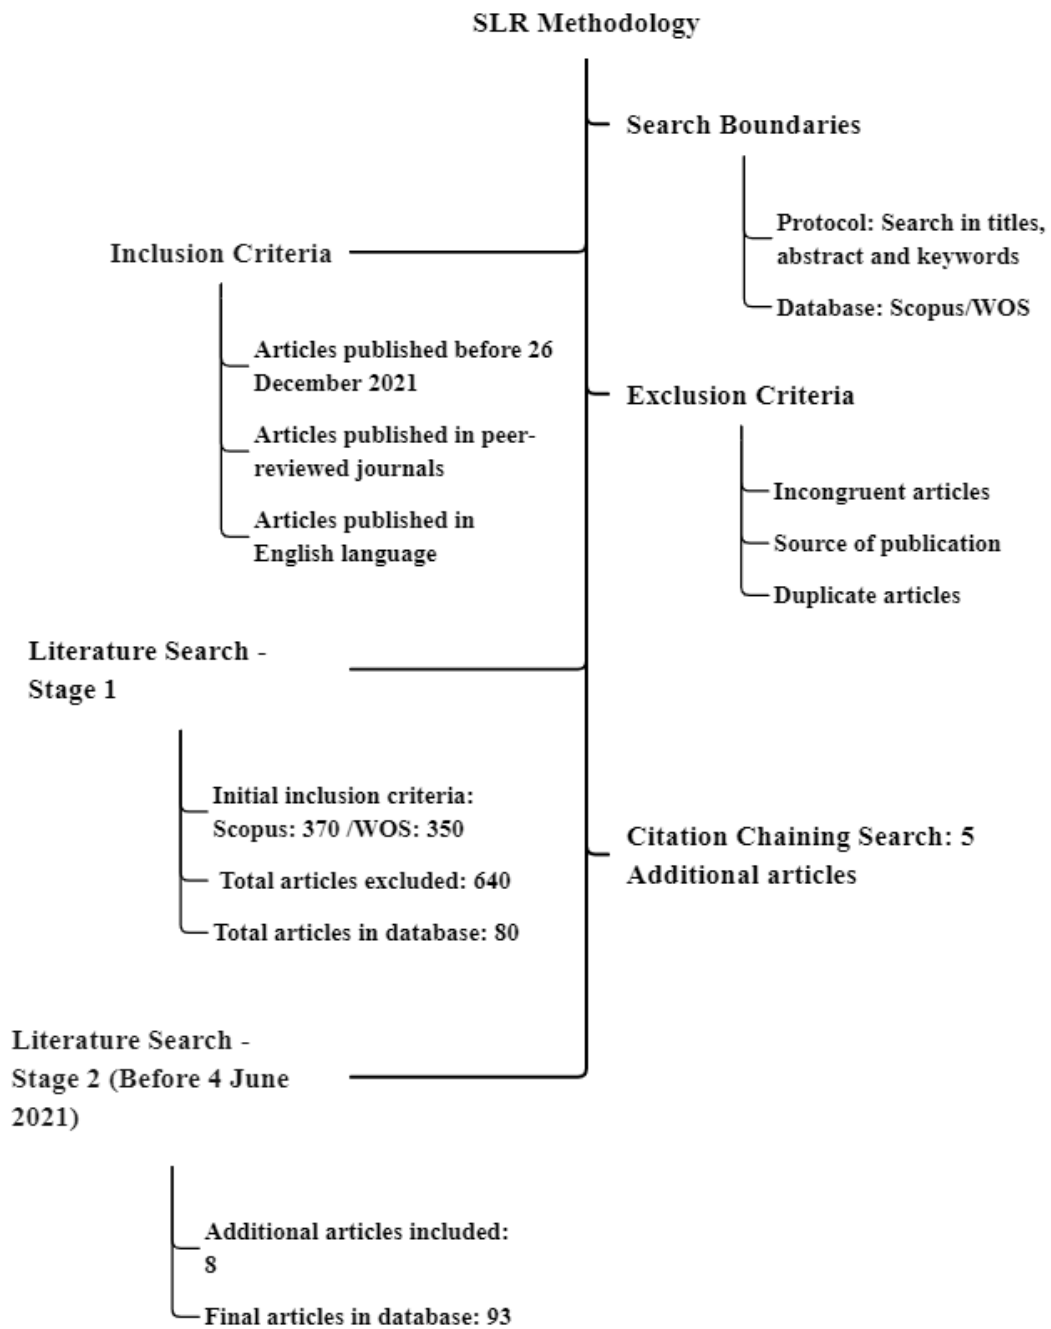 SLR Methodology
Search Boundaries
Protocol: Search in titles,
abstract and keywords
Database: Scopus/WOS
Inclusion Criteria
Articles published before 26
December 2021
Articles published in peer-
reviewed journals
Articles published in
English language
Exclusion Criteria
Incongruent articles
Source of publication
Duplicate articles
Literature Search -
Stage 1
Initial inclusion criteria:
Scopus: 370 /WOS: 350
Total articles excluded: 640
Total articles in database: 80
Citation Chaining Search: 5
Additional articles
Literature Search -
Stage 2 (Before 4 June
2021)
Additional articles included:
8
Final articles in database: 93